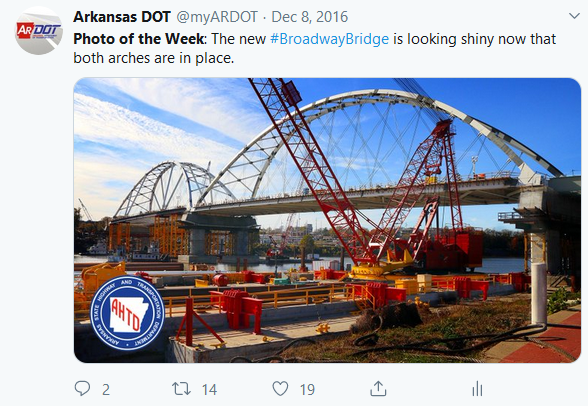 Arkansas DOT @myARDOT · Dec 8, 2016
ARDOT
Photo of the Week: The new #BroadwayBridge is looking shiny now that
both arches are in place.
ARKANSAS STATE HIGHWAY AND TRANSPORTATION DEPARTMENT
AHTD
2 14 19